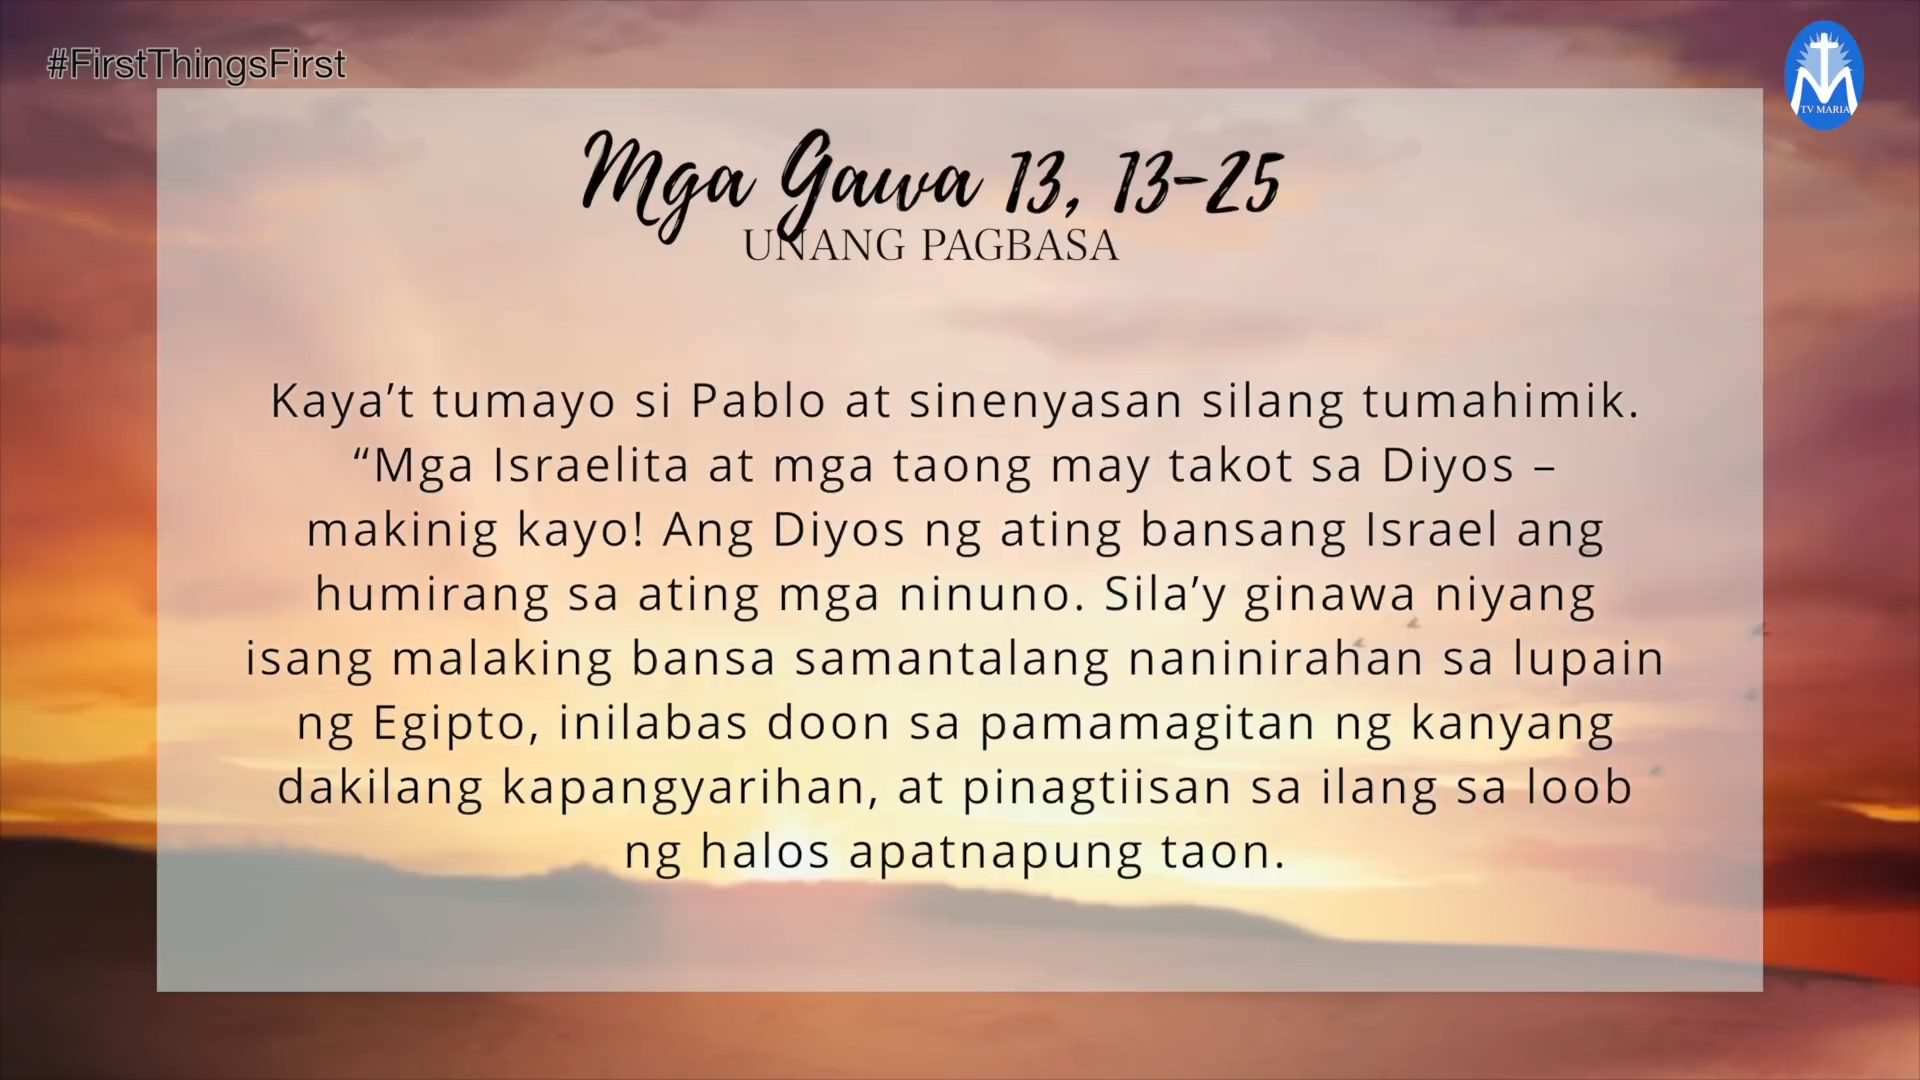 #FirstThingsFirst
TV MARIA
Mga Gawa 13, 13-25
UNANG PAGBASA
Kaya’t tumayo si Pablo at sinenyasan silang tumahimik.
“Mga Israelita at mga taong may takot sa Diyos –
makinig kayo! Ang Diyos ng ating bansang Israel ang
humirang sa ating mga ninuno. Sila’y ginawa niyang
isang malaking bansa samantalang naninirahan sa lupain
ng Egipto, inilabas doon sa pamamagitan ng kanyang
dakilang kapangyarihan, at pinagtiisan sa ilang sa loob
ng halos apatnapung taon.